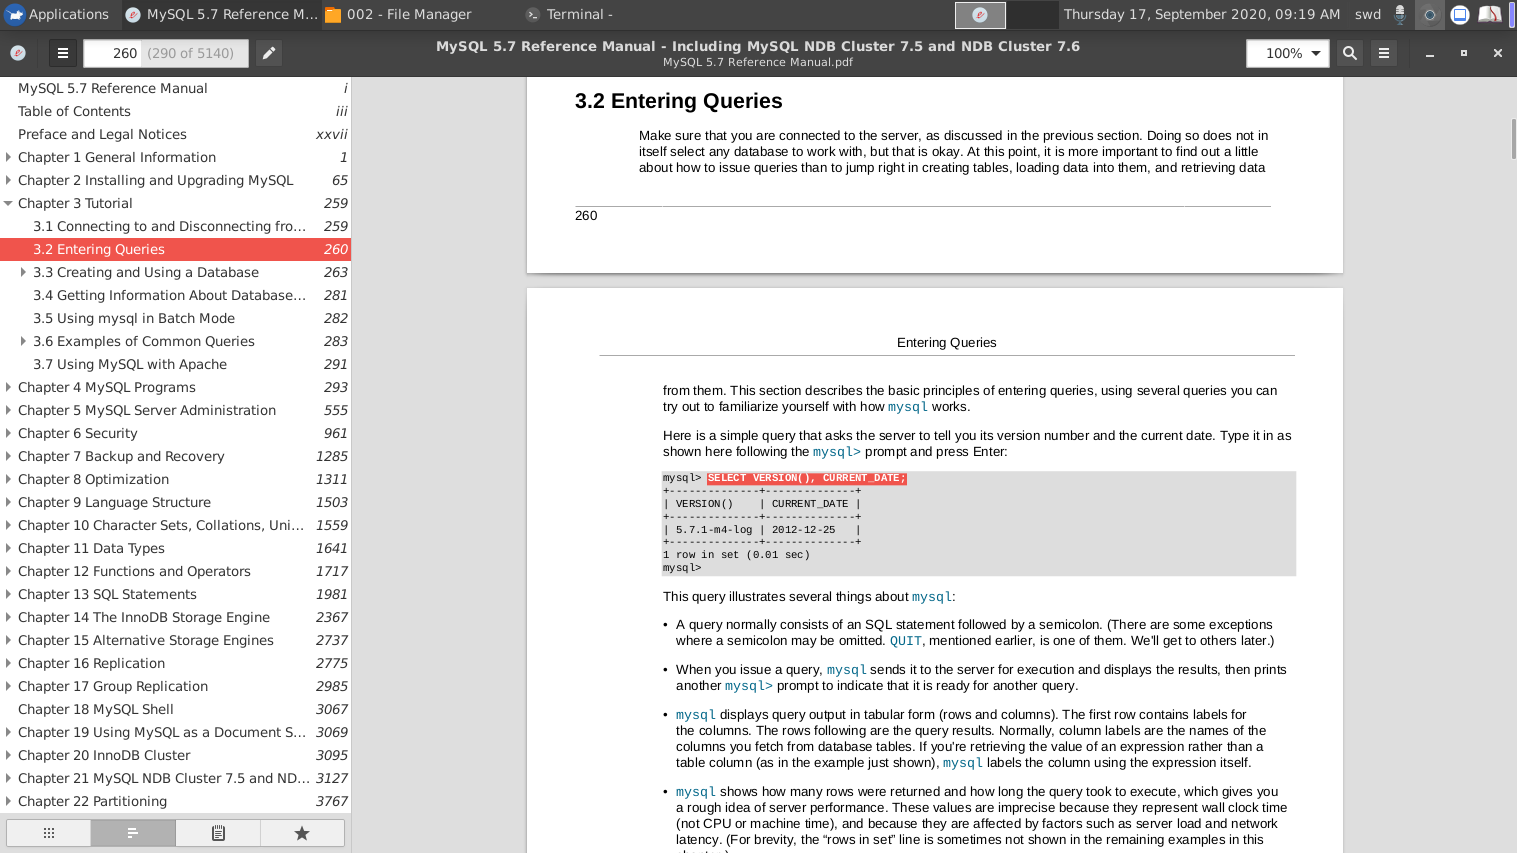 Applications
MySQL 5.7 Reference M...
002 - File Manager
Terminal -
Thursday 17, September 2020, 09:19 AM
swd
260 (290 of 5140)
MySQL 5.7 Reference Manual - Including MySQL NDB Cluster 7.5 and NDB Cluster 7.6
MySQL 5.7 Reference Manual.pdf
100%
MySQL 5.7 Reference Manual i
Table of Contents iii
Preface and Legal Notices xxvii
Chapter 1 General Information 1
Chapter 2 Installing and Upgrading MySQL 65
Chapter 3 Tutorial 259
3.1 Connecting to and Disconnecting fro... 259
3.2 Entering Queries 260
3.3 Creating and Using a Database 263
3.4 Getting Information About Database... 281
3.5 Using mysql in Batch Mode 282
3.6 Examples of Common Queries 283
3.7 Using MySQL with Apache 291
Chapter 4 MySQL Programs 293
Chapter 5 MySQL Server Administration 555
Chapter 6 Security 961
Chapter 7 Backup and Recovery 1285
Chapter 8 Optimization 1311
Chapter 9 Language Structure 1503
Chapter 10 Character Sets, Collations, Uni... 1559
Chapter 11 Data Types 1641
Chapter 12 Functions and Operators 1717
Chapter 13 SQL Statements 1981
Chapter 14 The InnoDB Storage Engine 2367
Chapter 15 Alternative Storage Engines 2737
Chapter 16 Replication 2775
Chapter 17 Group Replication 2985
Chapter 18 MySQL Shell 3067
Chapter 19 Using MySQL as a Document S... 3069
Chapter 20 InnoDB Cluster 3095
Chapter 21 MySQL NDB Cluster 7.5 and ND... 3127
Chapter 22 Partitioning 3767
3.2 Entering Queries
Make sure that you are connected to the server, as discussed in the previous section. Doing so does not in
itself select any database to work with, but that is okay. At this point, it is more important to find out a little
about how to issue queries than to jump right in creating tables, loading data into them, and retrieving data
260
Entering Queries
from them. This section describes the basic principles of entering queries, using several queries you can
try out to familiarize yourself with how mysql works.
Here is a simple query that asks the server to tell you its version number and the current date. Type it in as
shown here following the mysql> prompt and press Enter:
mysql> SELECT VERSION(), CURRENT_DATE;
+--------------+--------------+
| VERSION()    | CURRENT_DATE |
+--------------+--------------+
| 5.7.1-m4-log | 2012-12-25   |
+--------------+--------------+
1 row in set (0.01 sec)
mysql>
This query illustrates several things about mysql:
• A query normally consists of an SQL statement followed by a semicolon. (There are some exceptions
where a semicolon may be omitted. QUIT, mentioned earlier, is one of them. We'll get to others later.)
• When you issue a query, mysql sends it to the server for execution and displays the results, then prints
another mysql> prompt to indicate that it is ready for another query.
• mysql displays query output in tabular form (rows and columns). The first row contains labels for
the columns. The rows following are the query results. Normally, column labels are the names of the
columns you fetch from database tables. If you're retrieving the value of an expression rather than a
table column (as in the example just shown), mysql labels the column using the expression itself.
• mysql shows how many rows were returned and how long the query took to execute, which gives you
a rough idea of server performance. These values are imprecise because they represent wall clock time
(not CPU or machine time), and because they are affected by factors such as server load and network
latency. (For brevity, the “rows in set” line is sometimes not shown in the remaining examples in this